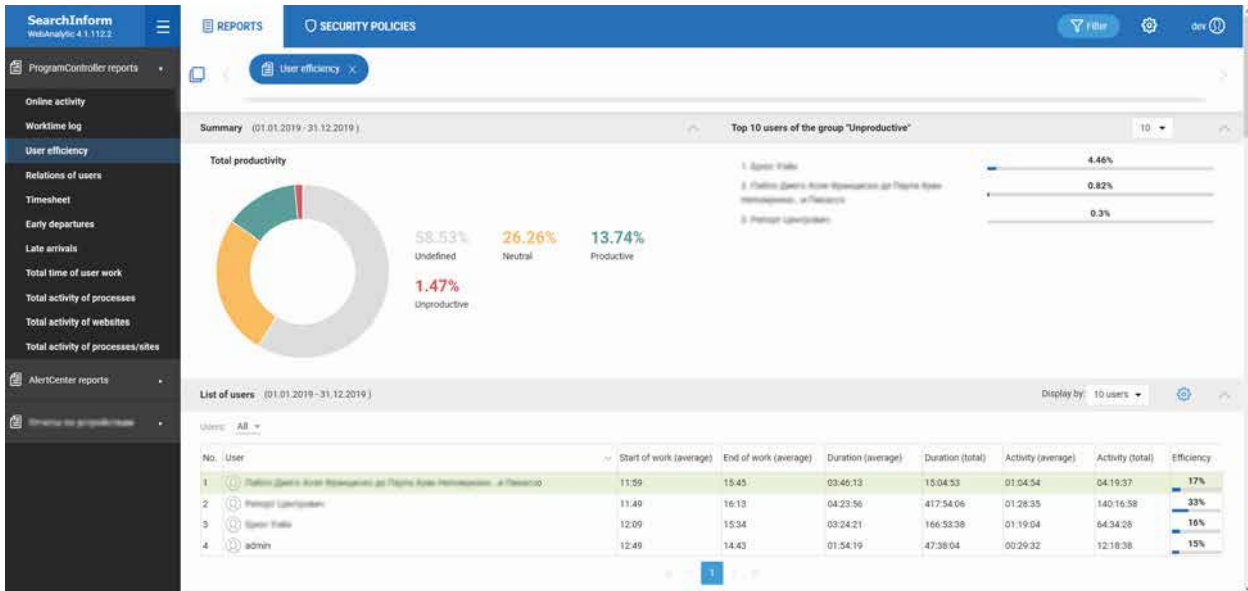 SearchInform
WebAnalytic 4.1.112.2
REPORTS
SECURITY POLICIES
Filter
dev
ProgramController reports
User efficiency
Online activity
Worktime log
User efficiency
Relations of users
Timesheet
Early departures
Late arrivals
Total time of user work
Total activity of processes
Total activity of websites
Total activity of processes/sites
AlertCenter reports
Summary (01.01.2019 - 31.12.2019 )
Total productivity
58.53%
Undefined
26.26%
Neutral
13.74%
Productive
1.47%
Unproductive
Top 10 users of the group "Unproductive"
10
1.
4.46%
2.
0.82%
3.
0.3%
List of users (01.01.2019 - 31.12.2019 )
Display by: 10 users
Users: All
No. User Start of work (average) End of work (average) Duration (average) Duration (total) Activity (average) Activity (total) Efficiency
1 11:59 15:45 03:46:13 15:04:53 01:04:54 04:19:37 17%
2 11:49 16:13 04:23:56 417:54:06 01:28:35 140:16:58 33%
3 12:09 15:34 03:24:21 166:53:38 01:19:04 64:34:28 16%
4 admin 12:49 14:43 01:54:19 47:38:04 00:29:32 12:18:38 15%
1